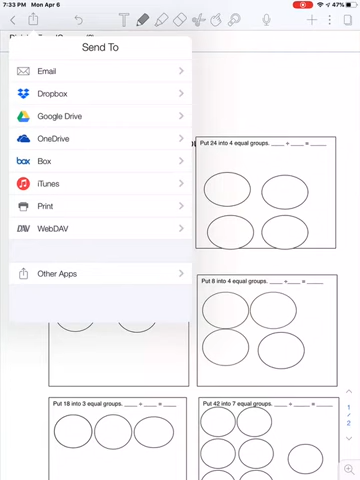 7:33 PM Mon Apr 6
47%
Send To
Email
Dropbox
Google Drive
OneDrive
box Box
iTunes
Print
DAV WebDAV
Other Apps
Put 24 into 4 equal groups. ____ ÷ ____ = ____
Put 8 into 4 equal groups. ____ ÷ ____ = ____
Put 18 into 3 equal groups. ____ ÷ ____ = ____
Put 42 into 7 equal groups. ____ ÷ ____ = ____
1
2